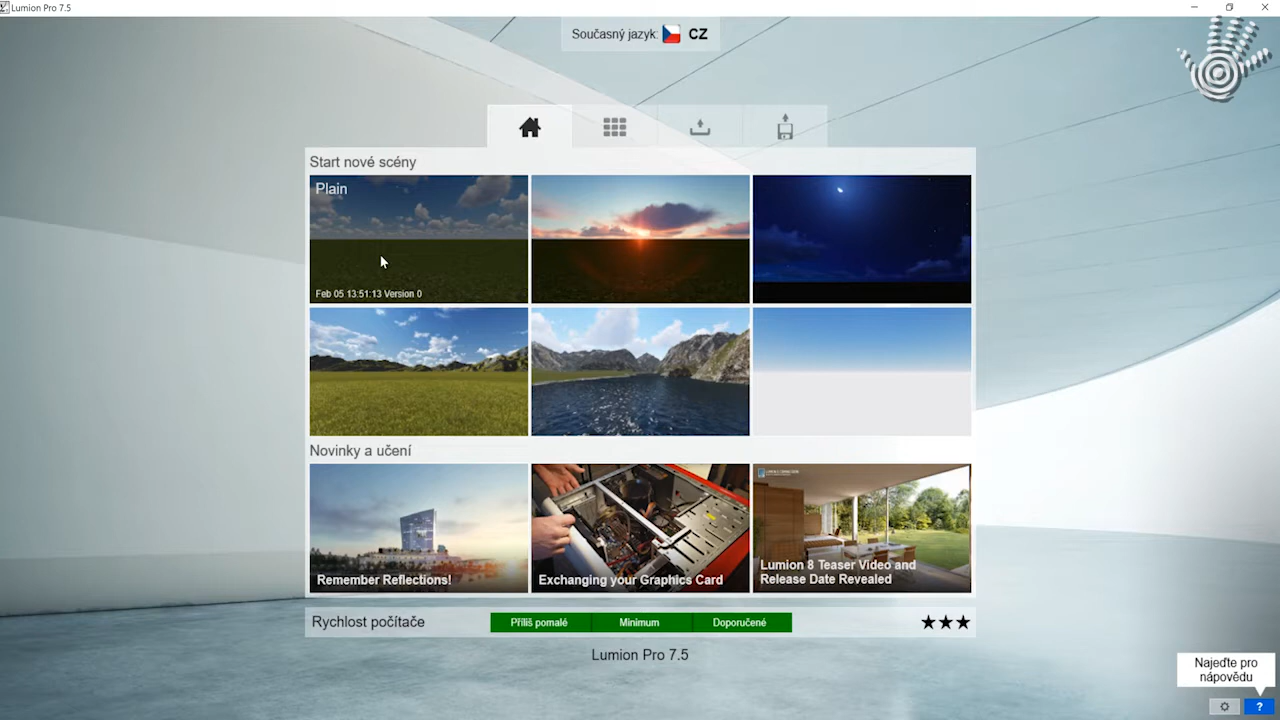 Lumion Pro 7.5
Současný jazyk: CZ
Start nové scény
Plain
Feb 05 13:51:13 Version 0
Novinky a učení
Remember Reflections!
Exchanging your Graphics Card
Lumion 8 Teaser Video and
Release Date Revealed
Rychlost počítače
Příliš pomalé
Minimum
Doporučené
Lumion Pro 7.5
Najeďte pro
nápovědu
?